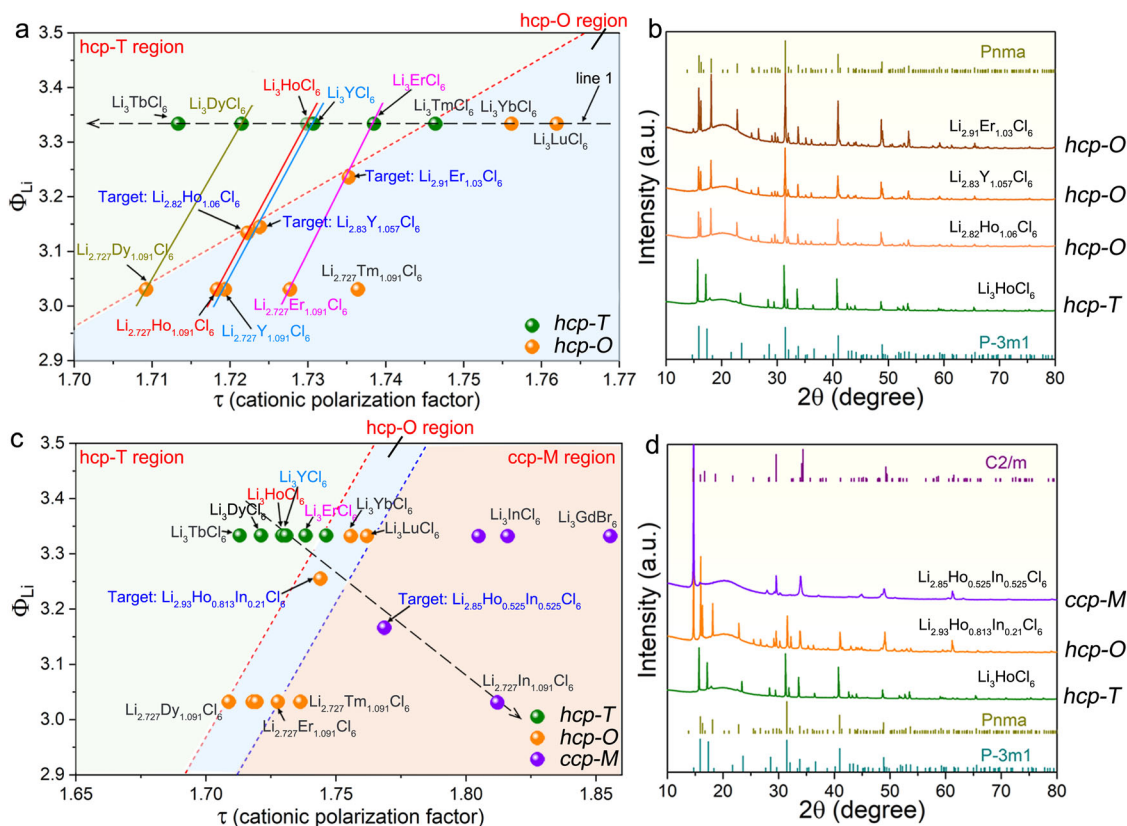 a
hcp-T region
hcp-O region
Li3HoCl6
Li3YCl6
Li3ErCl6
line 1
Li3TbCl6
Li3DyCl6
Li3TmCl6
Li3YbCl6
Li3LuCl6
Target: Li2.91Er1.03Cl6
Target: Li2.82Ho1.06Cl6
Target: Li2.83Y1.057Cl6
Li2.727Dy1.091Cl6
Li2.727Tm1.091Cl6
Li2.727Er1.091Cl6
Li2.727Ho1.091Cl6
Li2.727Y1.091Cl6
hcp-T
hcp-O
ΦLi
3.5
3.4
3.3
3.2
3.1
3.0
2.9
1.70 1.71 1.72 1.73 1.74 1.75 1.76 1.77
τ (cationic polarization factor)
b
Pnma
Li2.91Er1.03Cl6
hcp-O
Li2.83Y1.057Cl6
hcp-O
Li2.82Ho1.06Cl6
hcp-O
Li3HoCl6
hcp-T
P-3m1
Intensity (a.u.)
10 20 30 40 50 60 70 80
2θ (degree)
c
hcp-O region
hcp-T region
ccp-M region
Li3YCl6
Li3HoCl6
Li3DyCl6
Li3ErCl6
Li3YbCl6
Li3InCl6
Li3GdBr6
Li3TbCl6
Li3LuCl6
Target: Li2.93Ho0.813In0.21Cl6
Target: Li2.85Ho0.525In0.525Cl6
Li2.727In1.091Cl6
Li2.727Dy1.091Cl6
Li2.727Tm1.091Cl6
Li2.727Er1.091Cl6
hcp-T
hcp-O
ccp-M
ΦLi
3.5
3.4
3.3
3.2
3.1
3.0
2.9
1.65 1.70 1.75 1.80 1.85
τ (cationic polarization factor)
d
C2/m
Li2.85Ho0.525In0.525Cl6
ccp-M
Li2.93Ho0.813In0.21Cl6
hcp-O
Li3HoCl6
hcp-T
Pnma
P-3m1
Intensity (a.u.)
10 20 30 40 50 60 70 80
2θ (degree)